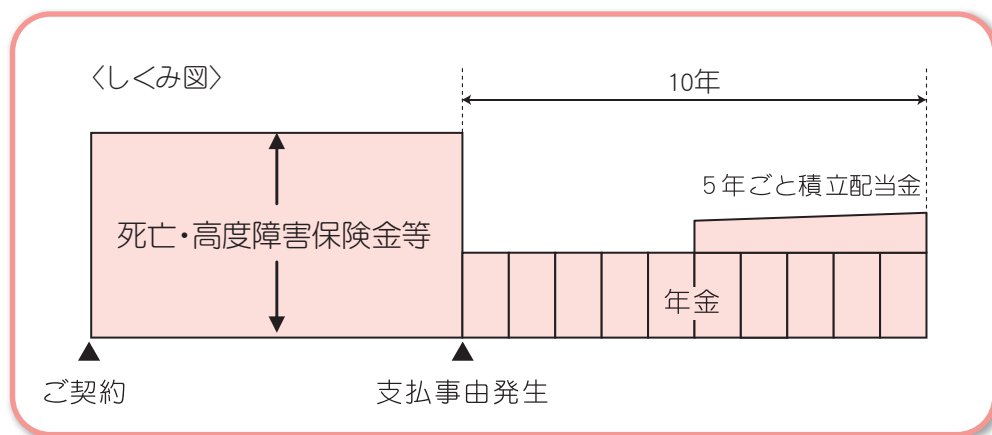 〈しくみ図〉
10年
5年ごと積立配当金
死亡・高度障害保険金等
年金
ご契約
支払事由発生